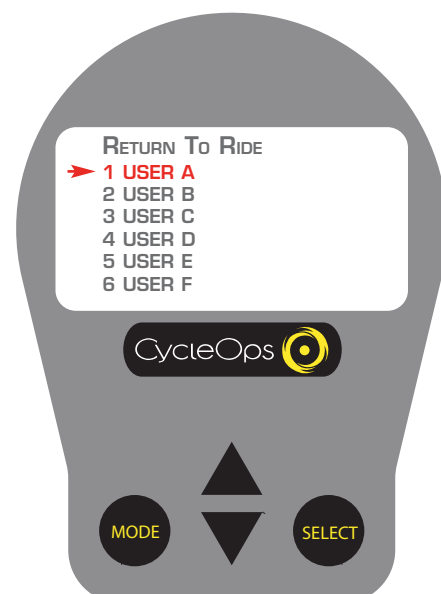 Return To Ride
1 USER A
2 USER B
3 USER C
4 USER D
5 USER E
6 USER F
CycleOps
MODE
SELECT